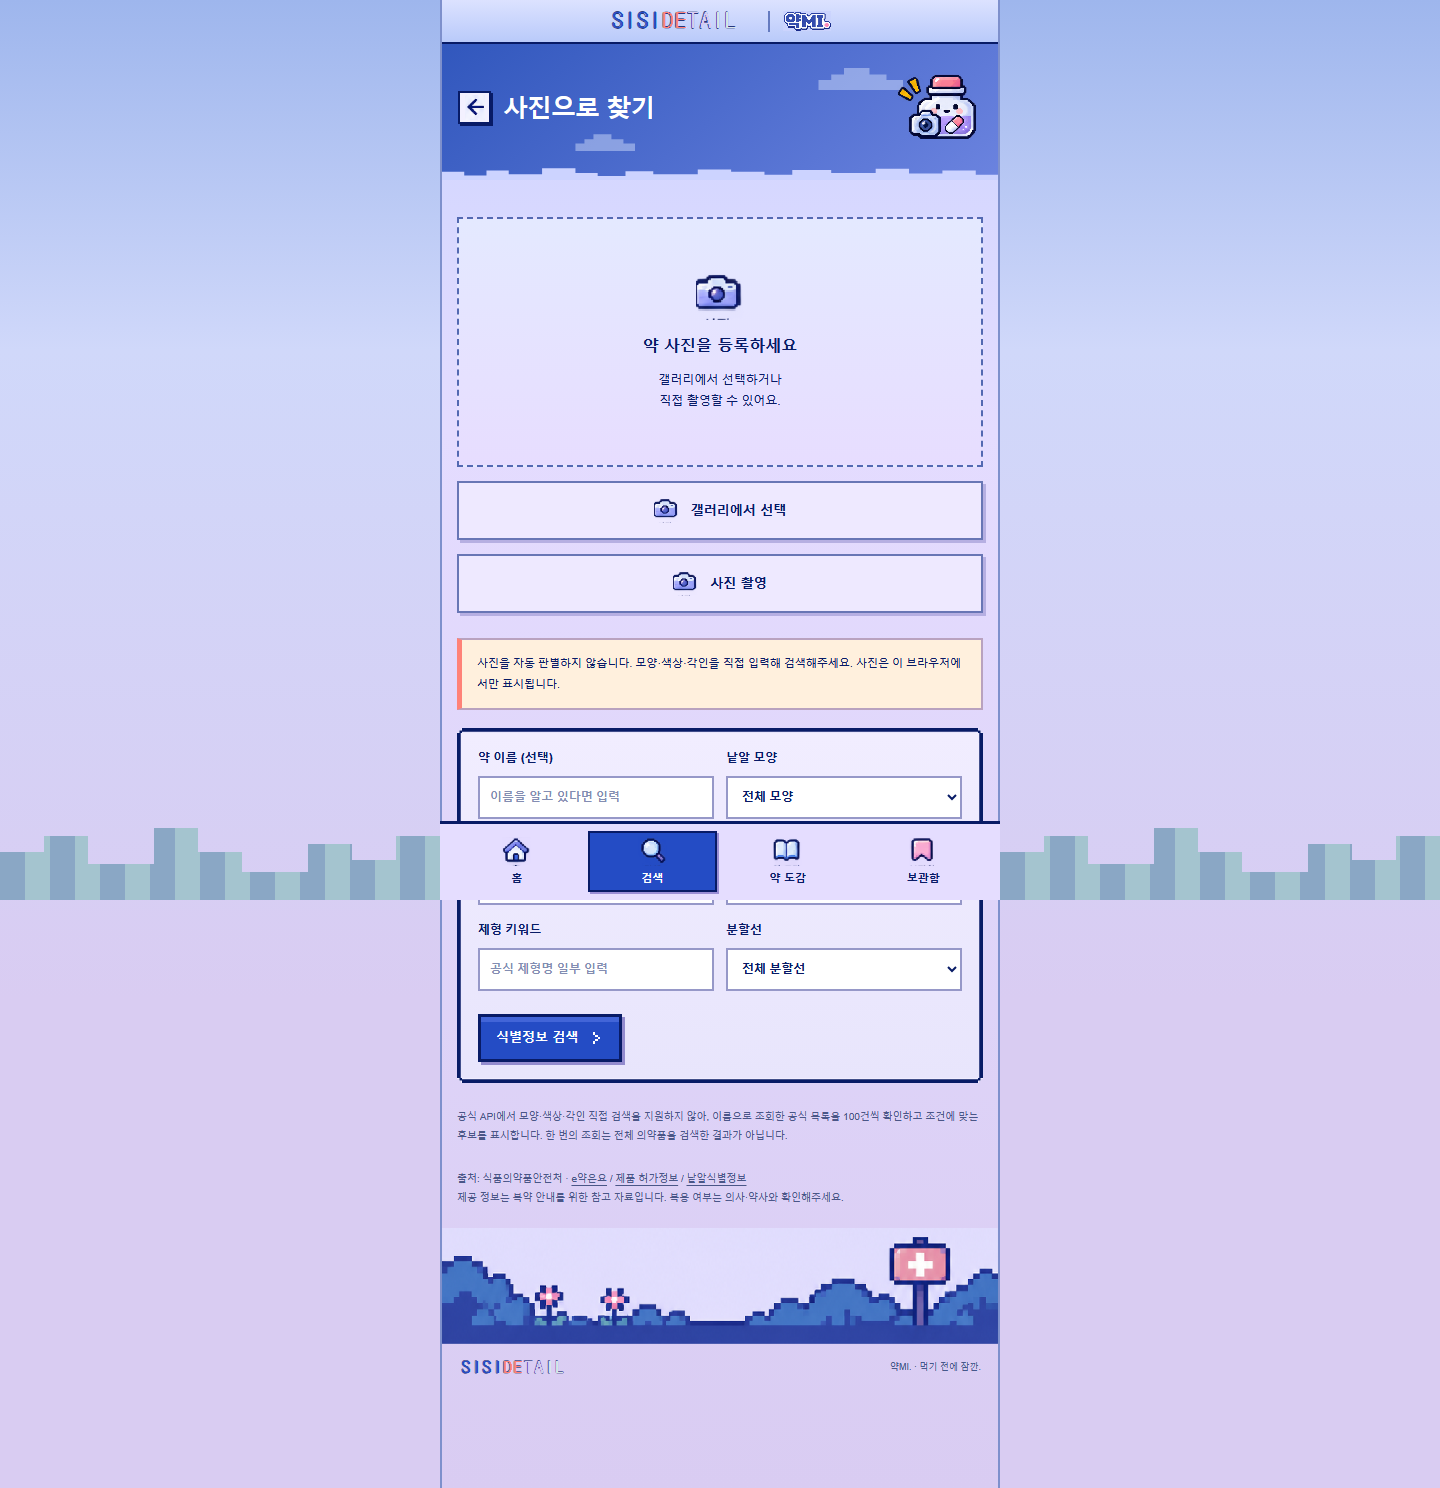 SISIDETAIL | 약MI.
사진으로 찾기
약 사진을 등록하세요
갤러리에서 선택하거나
직접 촬영할 수 있어요.
갤러리에서 선택
사진 촬영
사진을 자동 판별하지 않습니다. 모양·색상·각인을 직접 입력해 검색해주세요. 사진은 이 브라우저에
서만 표시됩니다.
약 이름 (선택)
낱알 모양
이름을 알고 있다면 입력
전체 모양
홈
검색
약 도감
보관함
제형 키워드
분할선
공식 제형명 일부 입력
전체 분할선
식별정보 검색
공식 API에서 모양·색상·각인 직접 검색을 지원하지 않아, 이름으로 조회한 공식 목록을 100건씩 확인하고 조건에 맞는
후보를 표시합니다. 한 번의 조회는 전체 의약품을 검색한 결과가 아닙니다.
출처: 식품의약품안전처 · e약은요 / 제품 허가정보 / 낱알식별정보
제공 정보는 복약 안내를 위한 참고 자료입니다. 복용 여부는 의사·약사와 확인해주세요.
SISIDETAIL
약MI. · 먹기 전에 잠깐.